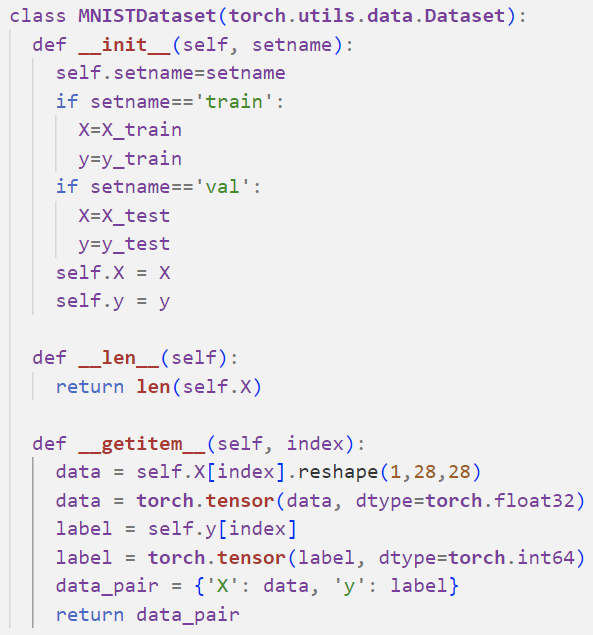 class MNISTDataset(torch.utils.data.Dataset):
  def __init__(self, setname):
    self.setname=setname
    if setname=='train':
      X=X_train
      y=y_train
    if setname=='val':
      X=X_test
      y=y_test
    self.X = X
    self.y = y

  def __len__(self):
    return len(self.X)

  def __getitem__(self, index):
    data = self.X[index].reshape(1,28,28)
    data = torch.tensor(data, dtype=torch.float32)
    label = self.y[index]
    label = torch.tensor(label, dtype=torch.int64)
    data_pair = {'X': data, 'y': label}
    return data_pair